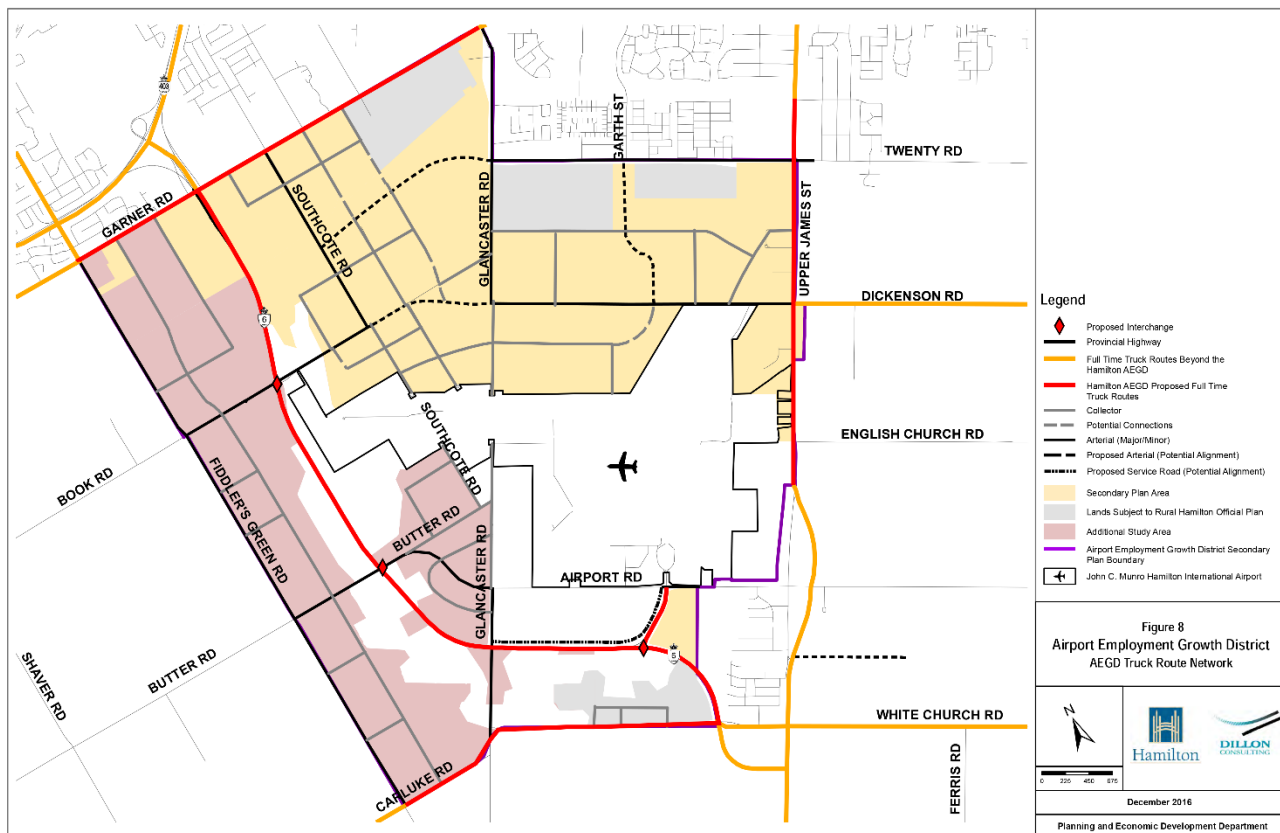 403
GARTH ST
TWENTY RD
GARNER RD
SOUTHCOTE RD
GLANCASTER RD
UPPER JAMES ST
6
DICKENSON RD
SOUTHCOTE RD
ENGLISH CHURCH RD
BOOK RD
FIDDLER'S GREEN RD
BUTTER RD
GLANCASTER RD
AIRPORT RD
6
SHAVER RD
BUTTER RD
WHITE CHURCH RD
CARLUKE RD
FERRIS RD
Legend
Proposed Interchange
Provincial Highway
Full Time Truck Routes Beyond the
Hamilton AEGD
Hamilton AEGD Proposed Full Time
Truck Routes
Collector
Potential Connections
Arterial (Major/Minor)
Proposed Arterial (Potential Alignment)
Proposed Service Road (Potential Alignment)
Secondary Plan Area
Lands Subject to Rural Hamilton Official Plan
Additional Study Area
Airport Employment Growth District Secondary
Plan Boundary
John C. Munro Hamilton International Airport
Figure 8
Airport Employment Growth District
AEGD Truck Route Network
N
0 225 450 875
Hamilton
DILLON
CONSULTING
December 2016
Planning and Economic Development Department